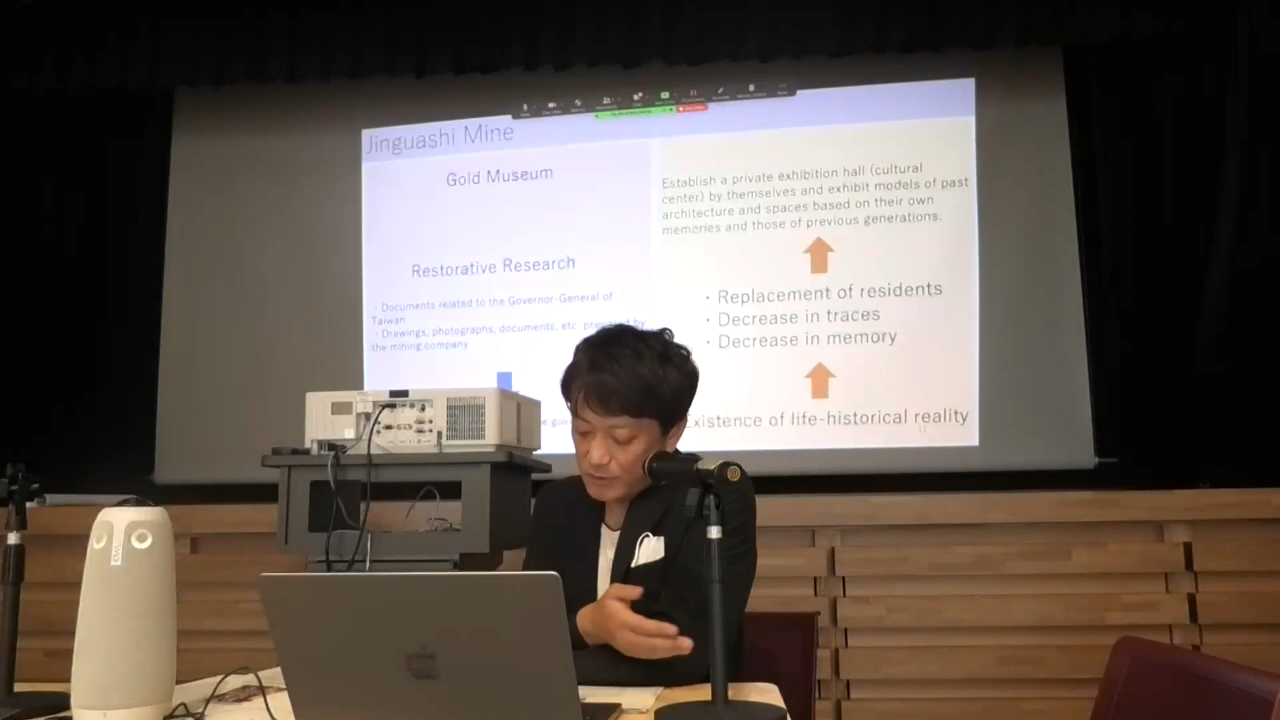 Jinguashi Mine
Gold Museum
Restorative Research
· Documents related to the Governor-General of
Taiwan
· Drawings, photographs, documents, etc.
the mining company
Establish a private exhibition hall (cultural
center) by themselves and exhibit models of past
architecture and spaces based on their own
memories and those of previous generations.
· Replacement of residents
· Decrease in traces
· Decrease in memory
Existence of life-historical reality